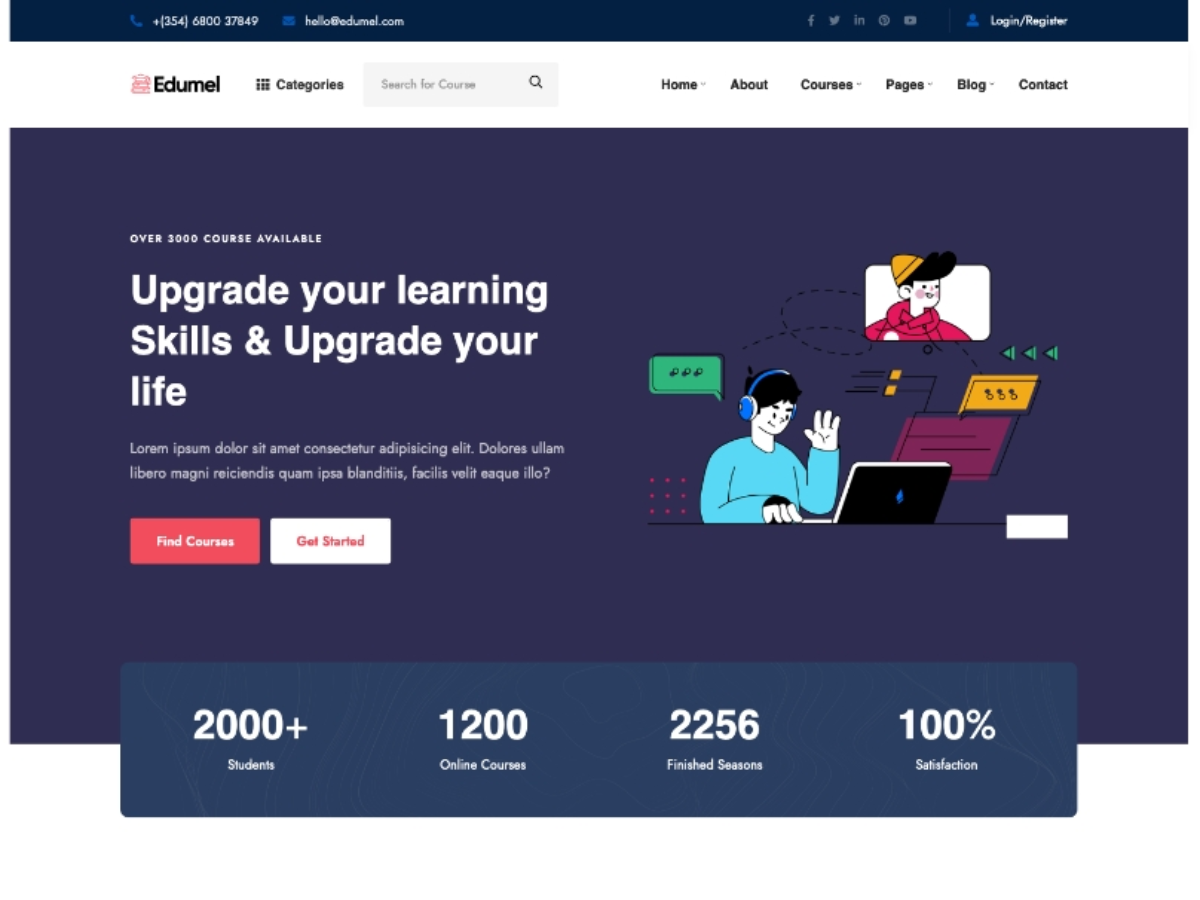 +(354) 6800 37849
hello@edumel.com
Login/Register
Edumel
Categories
Search for Course
Home
About
Courses
Pages
Blog
Contact
OVER 3000 COURSE AVAILABLE
Upgrade your learning
Skills & Upgrade your
life
Lorem ipsum dolor sit amet consectetur adipisicing elit. Dolores ullam
libero magni reiciendis quam ipsa blanditiis, facilis velit eaque illo?
Find Courses
Get Started
2000+
Students
1200
Online Courses
2256
Finished Seasons
100%
Satisfaction